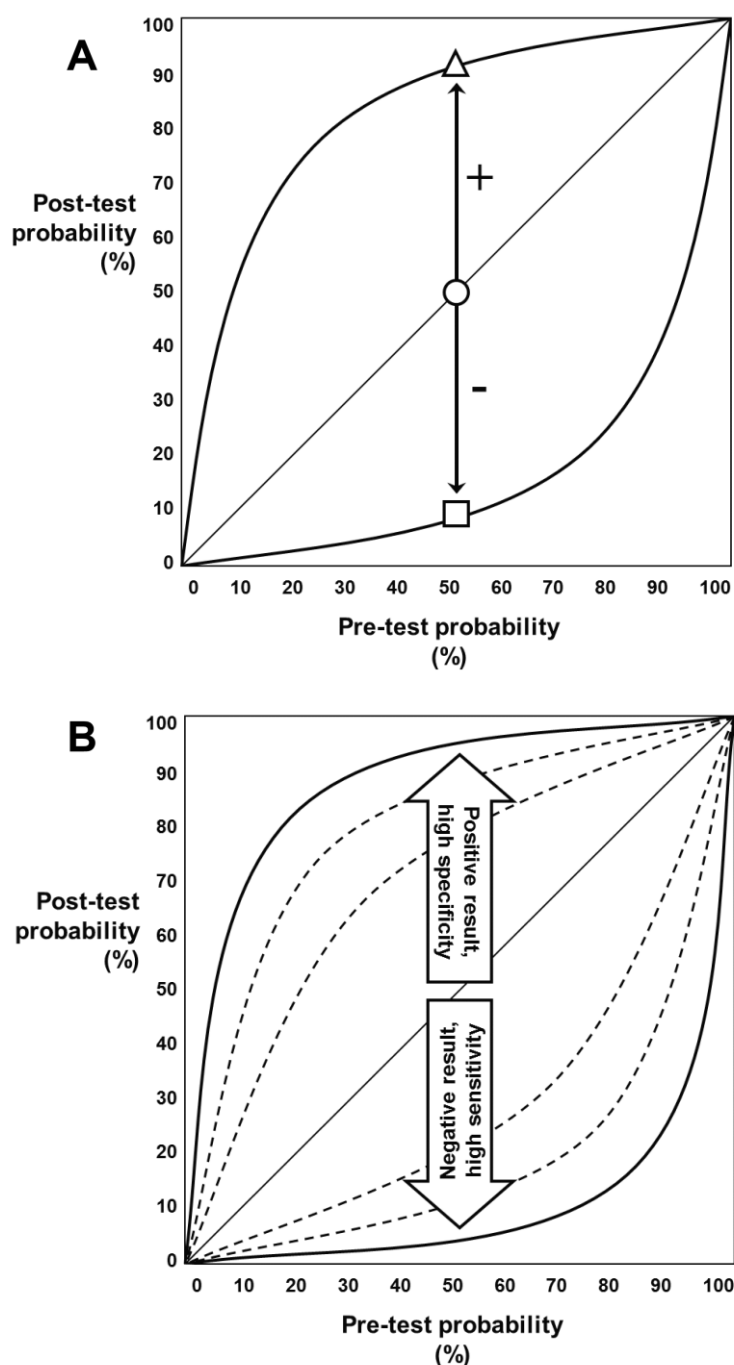 A
100
90
80
70
60
50
40
30
20
10
0
Post-test
probability
(%)
+
-
0 10 20 30 40 50 60 70 80 90 100
Pre-test probability
(%)
B
100
90
80
70
60
50
40
30
20
10
0
Post-test
probability
(%)
Positive result,
high specificity
Negative result,
high sensitivity
0 10 20 30 40 50 60 70 80 90 100
Pre-test probability
(%)